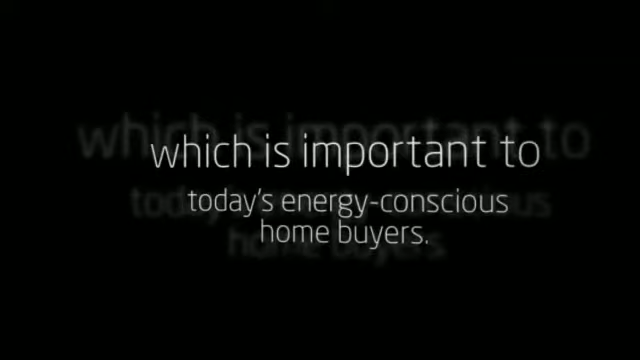 which is important to
today's energy-conscious
home buyers.